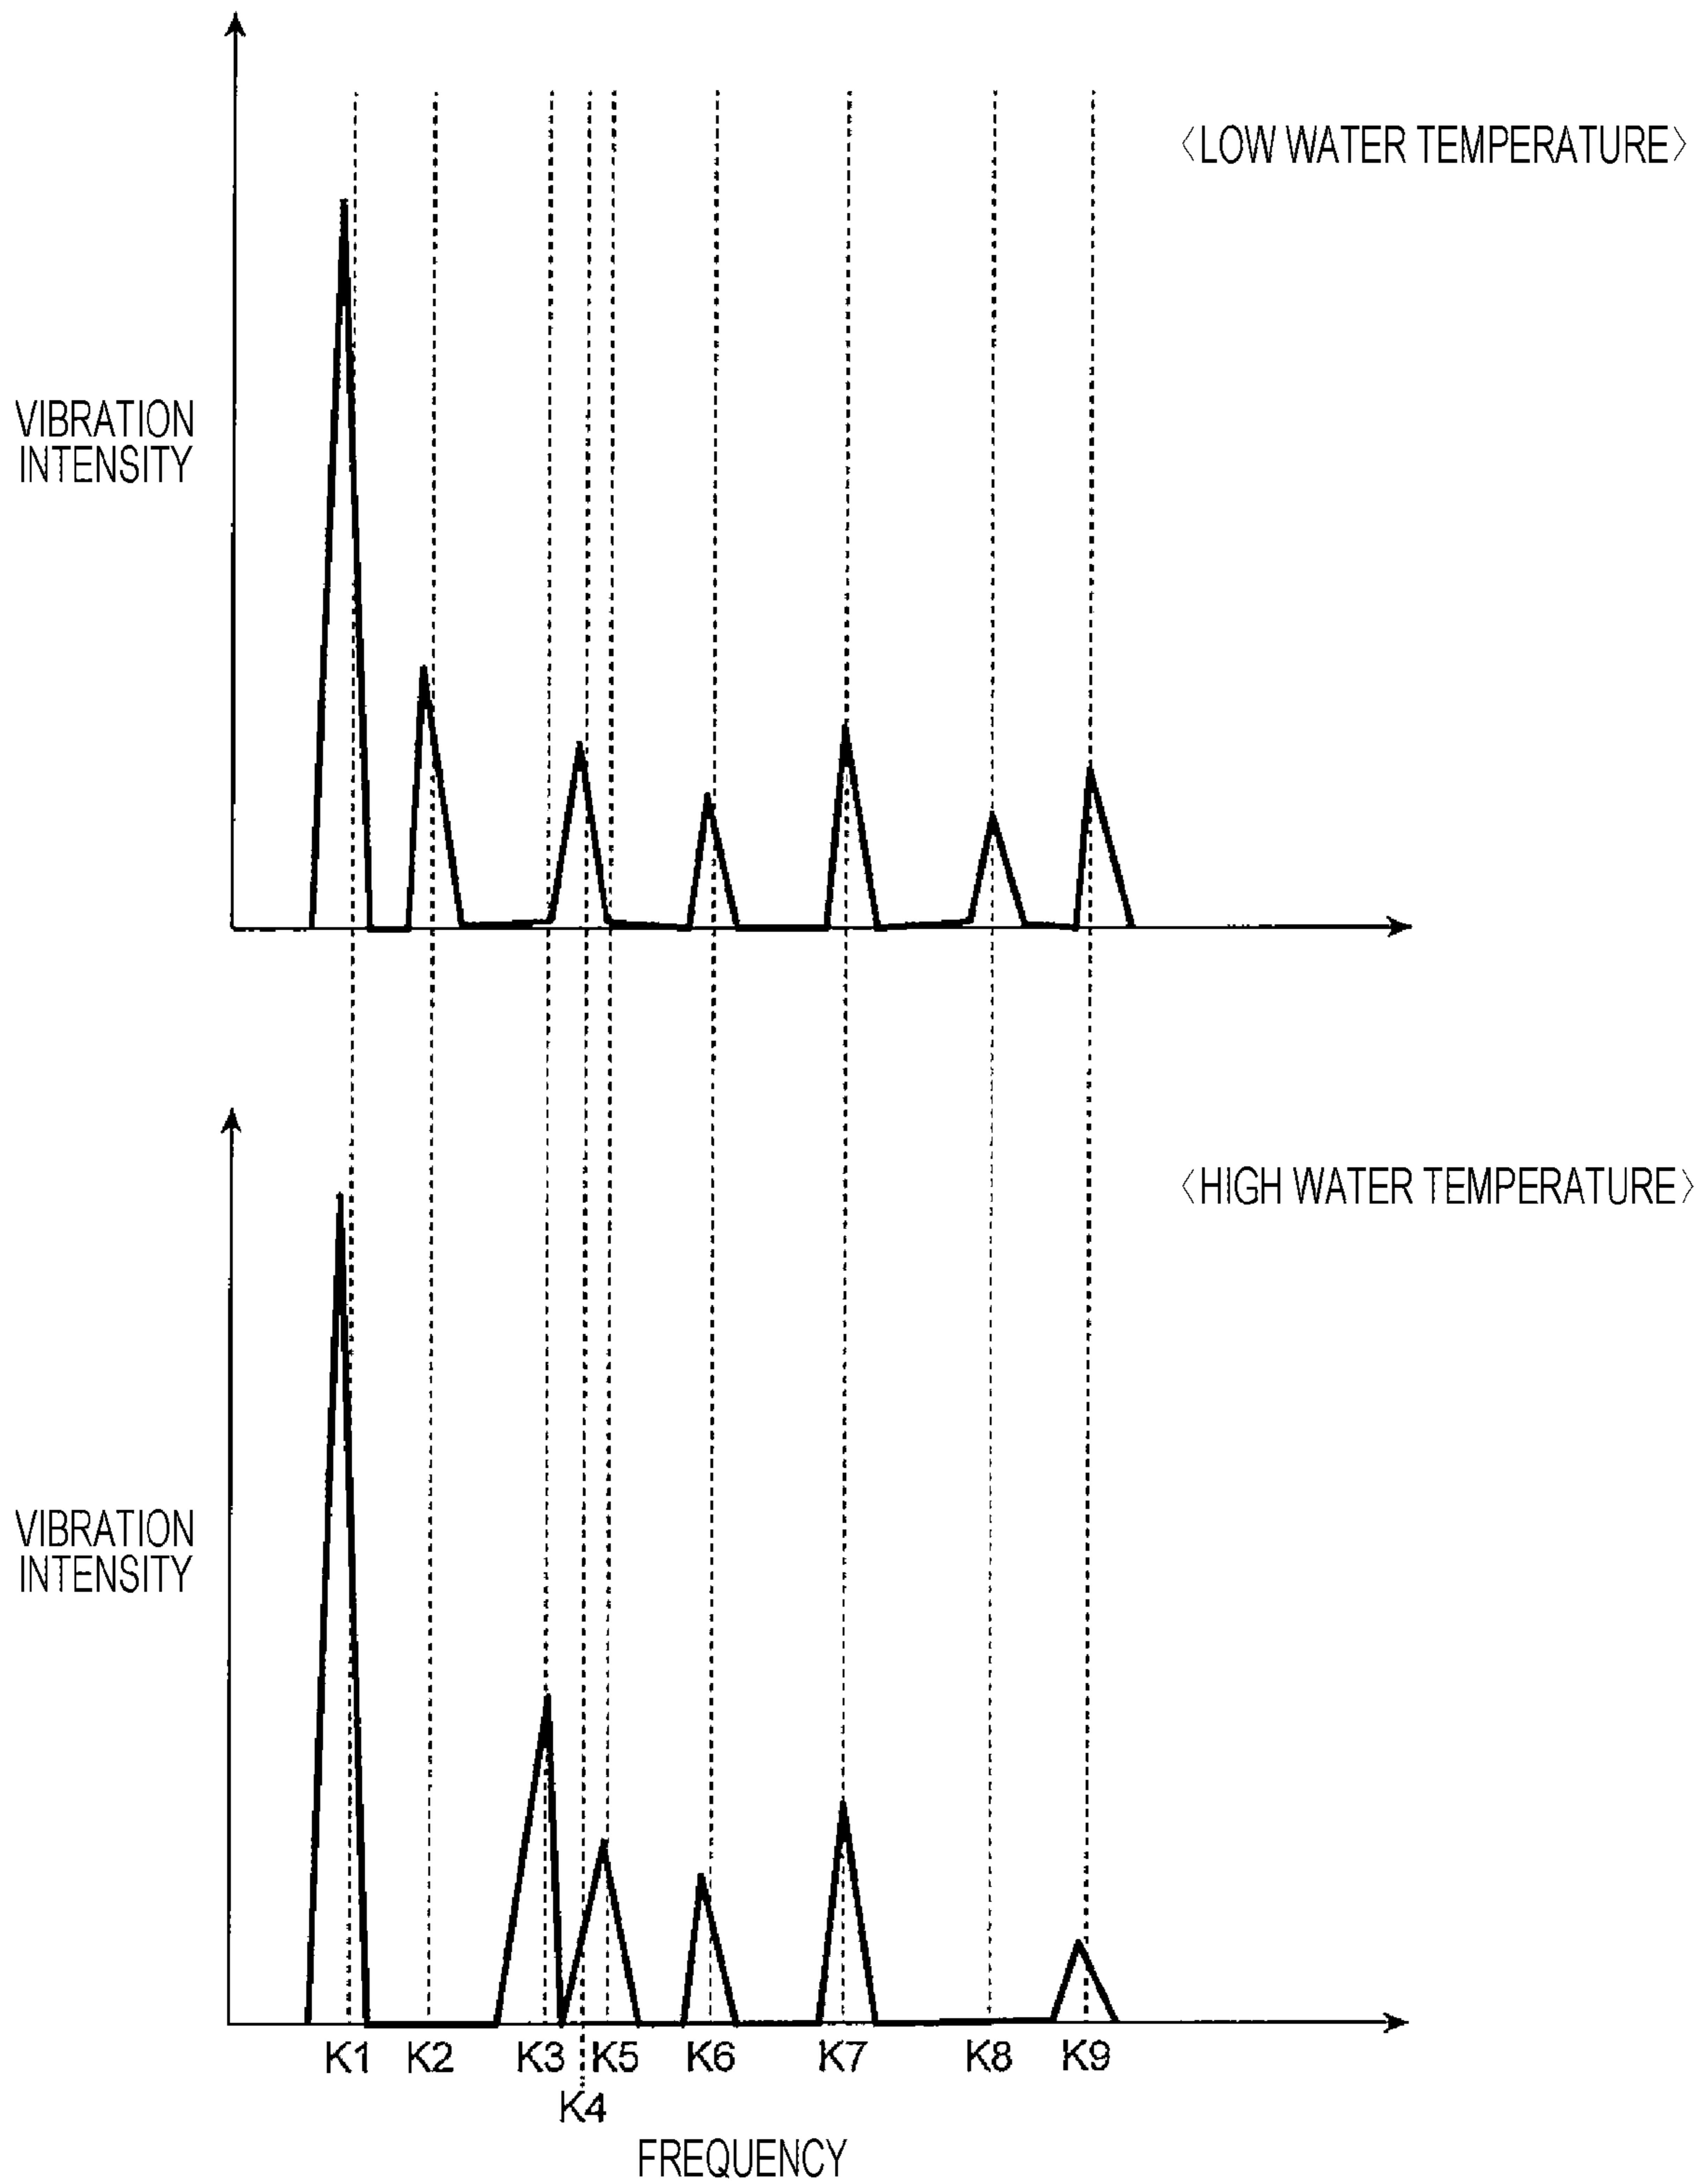 〈LOW WATER TEMPERATURE〉
VIBRATION
INTENSITY
〈HIGH WATER TEMPERATURE〉
VIBRATION
INTENSITY
K1 K2 K3 K5 K6 K7 K8 K9
K4
FREQUENCY